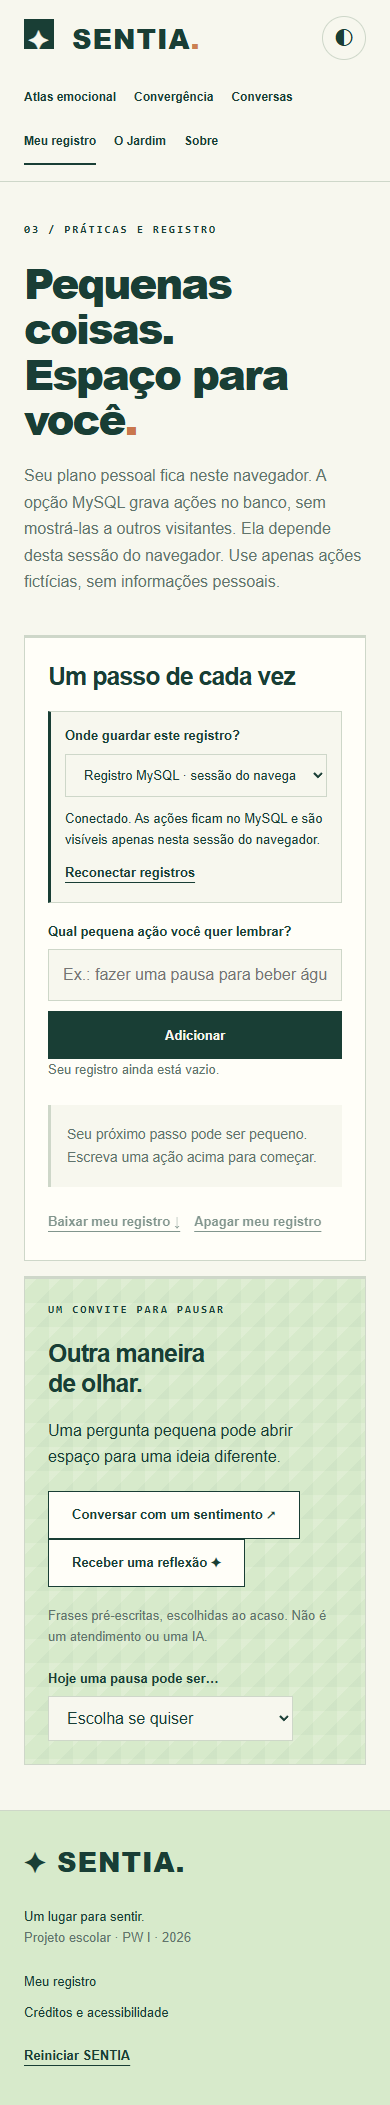 SENTIA.
Atlas emocional Convergência Conversas
Meu registro O Jardim Sobre
03 / PRÁTICAS E REGISTRO
Pequenas
coisas.
Espaço para
você.
Seu plano pessoal fica neste navegador. A
opção MySQL grava ações no banco, sem
mostrá-las a outros visitantes. Ela depende
desta sessão do navegador. Use apenas ações
fictícias, sem informações pessoais.
Um passo de cada vez
Onde guardar este registro?
Registro MySQL · sessão do navega
Conectado. As ações ficam no MySQL e são
visíveis apenas nesta sessão do navegador.
Reconectar registros
Qual pequena ação você quer lembrar?
Ex.: fazer uma pausa para beber águ
Adicionar
Seu registro ainda está vazio.
Seu próximo passo pode ser pequeno.
Escreva uma ação acima para começar.
Baixar meu registro ↓ Apagar meu registro
UM CONVITE PARA PAUSAR
Outra maneira
de olhar.
Uma pergunta pequena pode abrir
espaço para uma ideia diferente.
Conversar com um sentimento ↗
Receber uma reflexão ✦
Frases pré-escritas, escolhidas ao acaso. Não é
um atendimento ou uma IA.
Hoje uma pausa pode ser…
Escolha se quiser
✦ SENTIA.
Um lugar para sentir.
Projeto escolar · PW I · 2026
Meu registro
Créditos e acessibilidade
Reiniciar SENTIA